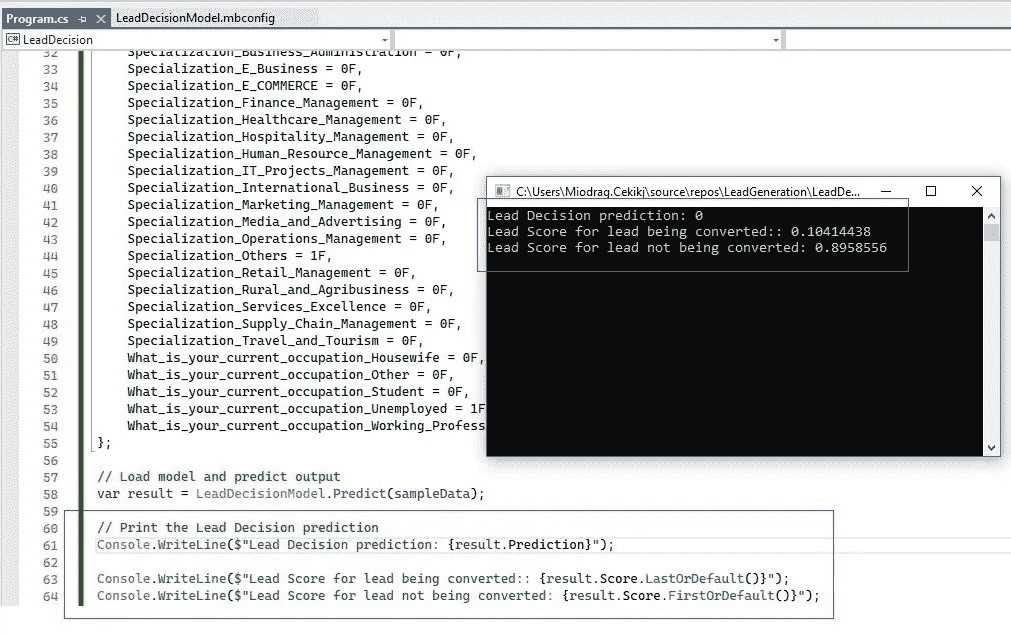 Program.cs
LeadDecisionModel.mbconfig
C# LeadDecision
32 Specialization_Business_Administration = 0F,
33 Specialization_E_Business = 0F,
34 Specialization_E_COMMERCE = 0F,
35 Specialization_Finance_Management = 0F,
36 Specialization_Healthcare_Management = 0F,
37 Specialization_Hospitality_Management = 0F,
38 Specialization_Human_Resource_Management = 0F,
39 Specialization_IT_Projects_Management = 0F,
40 Specialization_International_Business = 0F,
41 Specialization_Marketing_Management = 0F,
42 Specialization_Media_and_Advertising = 0F,
43 Specialization_Operations_Management = 0F,
44 Specialization_Others = 1F,
45 Specialization_Retail_Management = 0F,
46 Specialization_Rural_and_Agribusiness = 0F,
47 Specialization_Services_Excellence = 0F,
48 Specialization_Supply_Chain_Management = 0F,
49 Specialization_Travel_and_Tourism = 0F,
50 What_is_your_current_occupation_Housewife = 0F,
51 What_is_your_current_occupation_Other = 0F,
52 What_is_your_current_occupation_Student = 0F,
53 What_is_your_current_occupation_Unemployed = 1F
54 What_is_your_current_occupation_Working_Profess
55 };
56
57 // Load model and predict output
58 var result = LeadDecisionModel.Predict(sampleData);
59
60 // Print the Lead Decision prediction
61 Console.WriteLine($"Lead Decision prediction: {result.Prediction}");
62
63 Console.WriteLine($"Lead Score for lead being converted:: {result.Score.LastOrDefault()}");
64 Console.WriteLine($"Lead Score for lead not being converted: {result.Score.FirstOrDefault()}");
C:\Users\Miodrag.Cekikj\source\repos\LeadGeneration\LeadDe...
Lead Decision prediction: 0
Lead Score for lead being converted:: 0.10414438
Lead Score for lead not being converted: 0.8958556